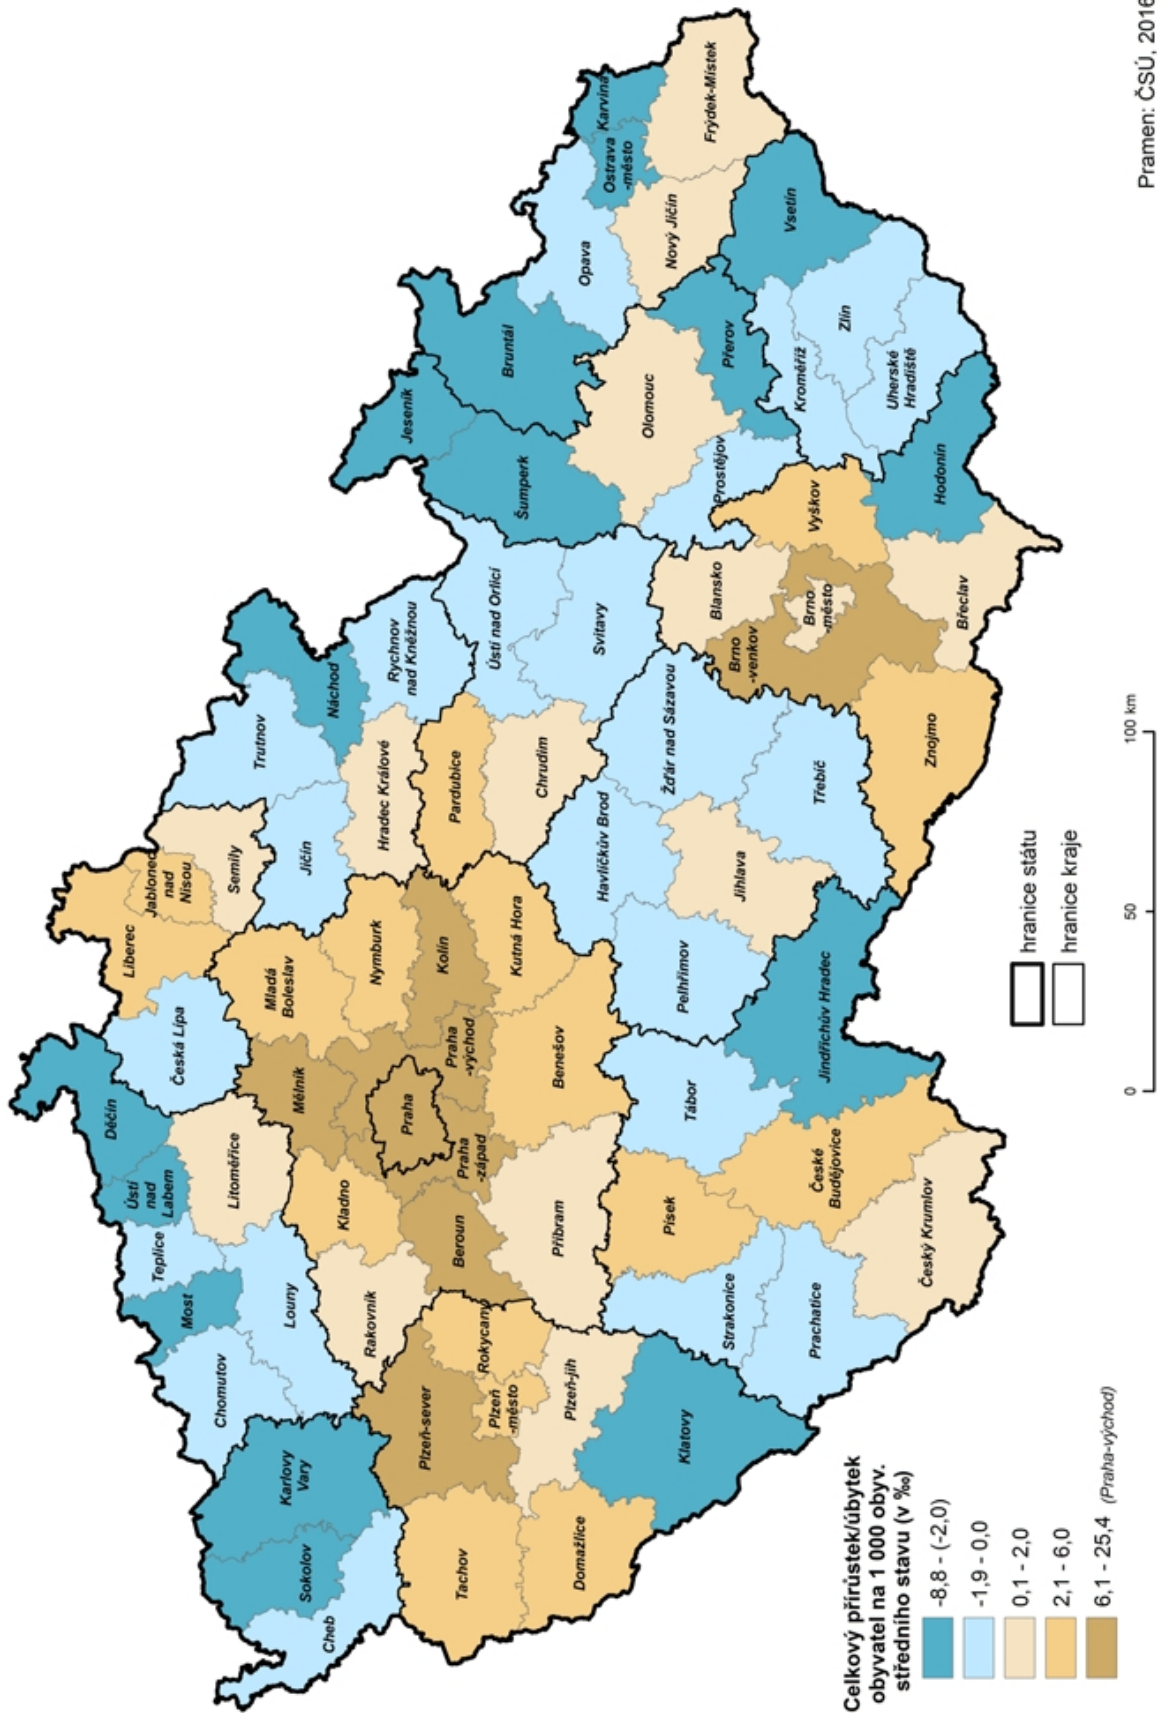 Liberec
Jablonec
nad
Nisou
Děčín
Ústí
nad
Labem
Teplice
Most
Chomutov
Česká Lípa
Semily
Trutnov
Litoměřice
Louny
Karlovy
Vary
Sokolov
Cheb
Mladá
Boleslav
Jičín
Náchod
Mělník
Kladno
Rakovník
Nymburk
Hradec Králové
Rychnov
nad Kněžnou
Jeseník
Praha
Kolín
Praha
-východ
Praha
-západ
Beroun
Plzeň-sever
Rokycany
Plzeň
-město
Tachov
Pardubice
Ústí nad Orlicí
Šumperk
Bruntál
Kutná Hora
Chrudim
Benešov
Příbram
Plzeň-jih
Domažlice
Svitavy
Olomouc
Opava
Ostrava
-město
Karviná
Havlíčkův Brod
Žďár nad Sázavou
Pelhřimov
Tábor
Písek
Klatovy
Strakonice
Jihlava
Blansko
Prostějov
Přerov
Nový Jičín
Frýdek-Místek
Vsetín
Kroměříž
Zlín
Vyškov
Brno
-venkov
Brno
-město
Třebíč
Jindřichův Hradec
České
Budějovice
Prachatice
Český Krumlov
Znojmo
Břeclav
Hodonín
Uherské
Hradiště
Celkový přírůstek/úbytek
obyvatel na 1 000 obyv.
středního stavu (v ‰)
-8,8 - (-2,0)
-1,9 - 0,0
0,1 - 2,0
2,1 - 6,0
6,1 - 25,4 (Praha-východ)
hranice státu
hranice kraje
0 50 100 km
Pramen: ČSÚ, 2016